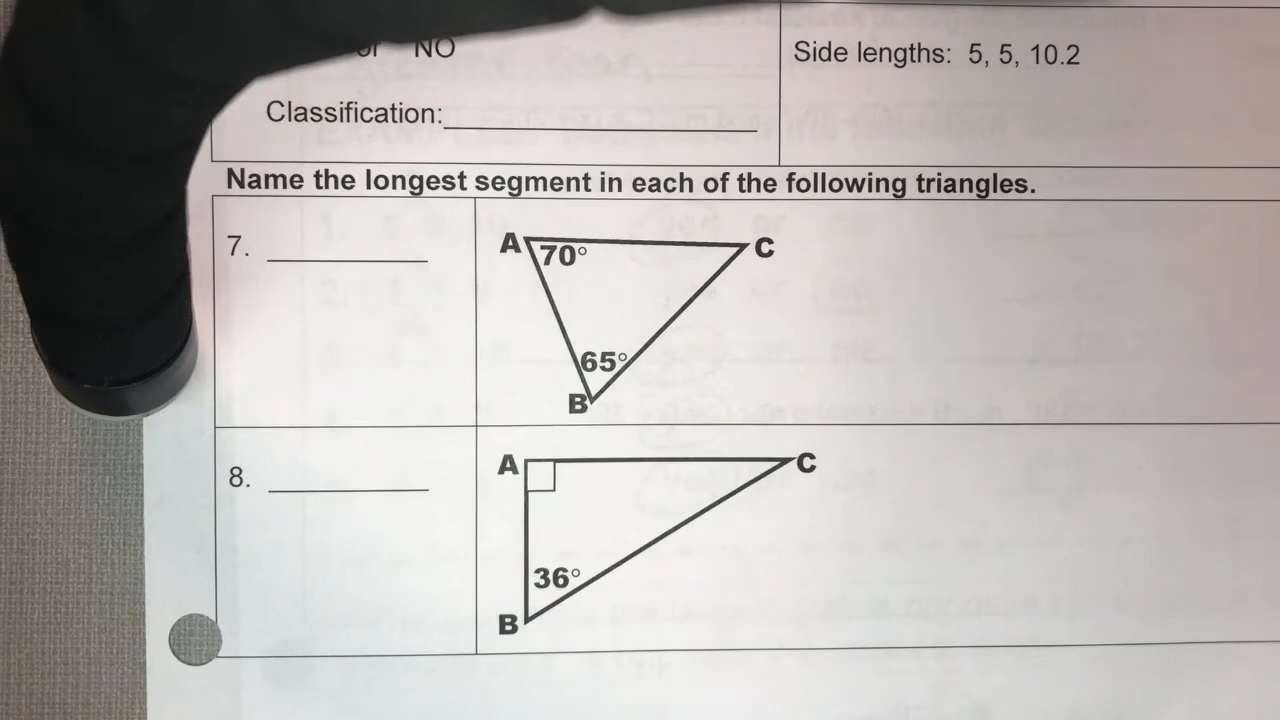 or NO
Side lengths: 5, 5, 10.2
Classification:
Name the longest segment in each of the following triangles.
7.
A 70° C
65°
B
8.
A C
36°
B